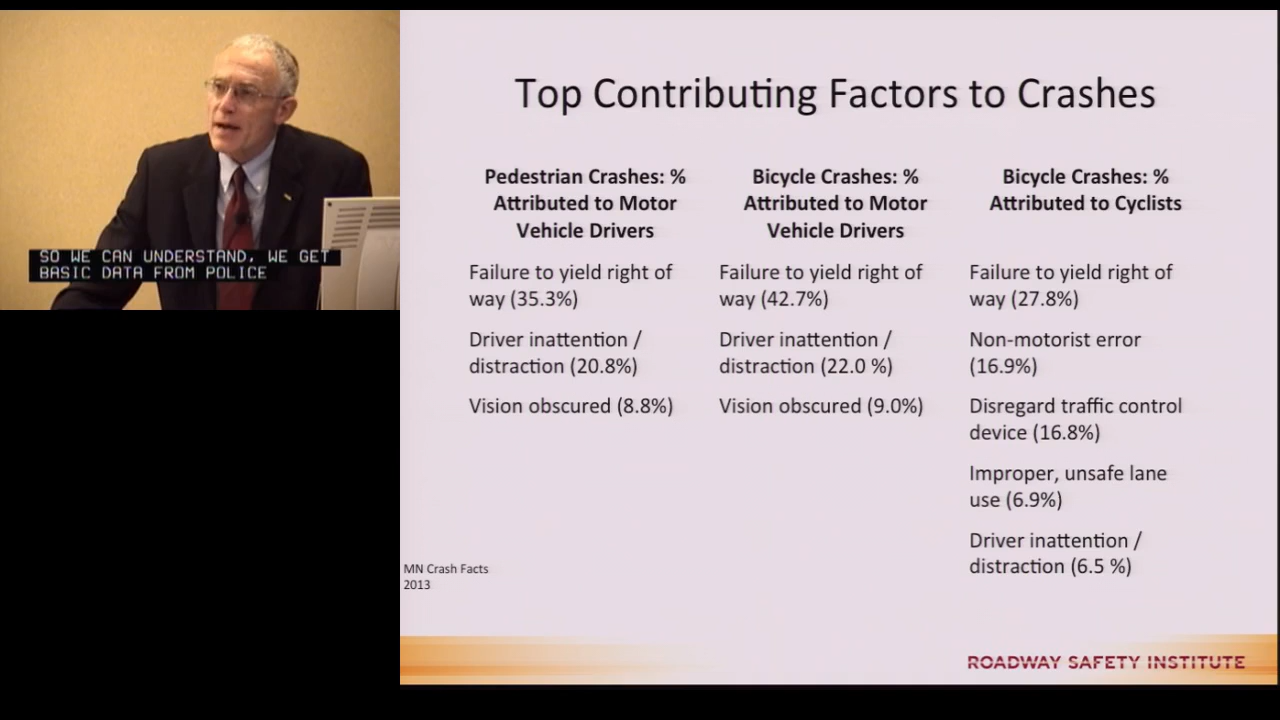 SO WE CAN UNDERSTAND. WE GET
BASIC DATA FROM POLICE
Top Contributing Factors to Crashes
Pedestrian Crashes: %
Attributed to Motor
Vehicle Drivers
Failure to yield right of
way (35.3%)
Driver inattention /
distraction (20.8%)
Vision obscured (8.8%)
Bicycle Crashes: %
Attributed to Motor
Vehicle Drivers
Failure to yield right of
way (42.7%)
Driver inattention /
distraction (22.0 %)
Vision obscured (9.0%)
Bicycle Crashes: %
Attributed to Cyclists
Failure to yield right of
way (27.8%)
Non-motorist error
(16.9%)
Disregard traffic control
device (16.8%)
Improper, unsafe lane
use (6.9%)
Driver inattention /
distraction (6.5 %)
MN Crash Facts
2013
ROADWAY SAFETY INSTITUTE